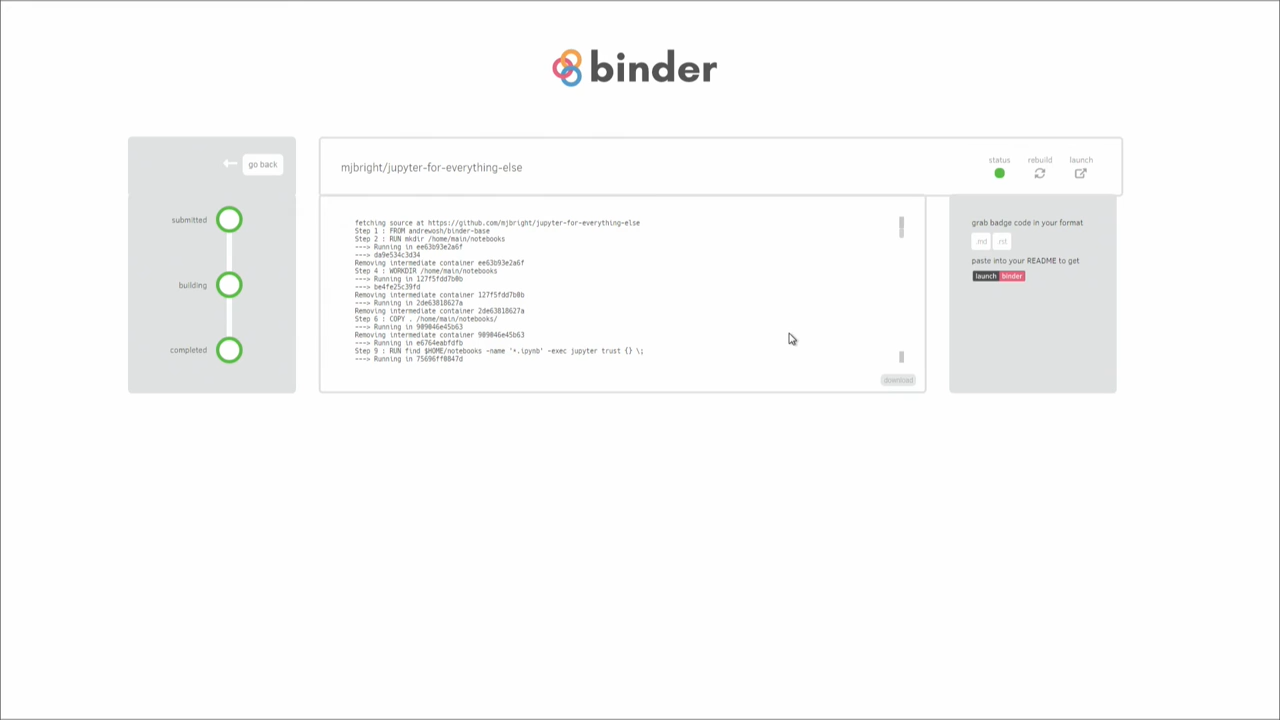 binder
go back
submitted
building
completed
mjbright/jupyter-for-everything-else
status
rebuild
launch
fetching source at https://github.com/mjbright/jupyter-for-everything-else
Step 1 : FROM andrewosh/binder-base
Step 2 : RUN mkdir /home/main/notebooks
---> Running in ee63b93e2a6f
---> da9e534c3d34
Removing intermediate container ee63b93e2a6f
Step 4 : WORKDIR /home/main/notebooks
---> Running in 127f5fdd7b0b
---> be4fe25c39fd
Removing intermediate container 127f5fdd7b0b
---> Running in 2de63818627a
Removing intermediate container 2de63818627a
Step 6 : COPY . /home/main/notebooks/
---> Running in 909046e45b63
Removing intermediate container 909046e45b63
---> Running in e6764eabfdfb
Step 9 : RUN find $HOME/notebooks -name '*.ipynb' -exec jupyter trust {} \;
---> Running in 75696ff0847d
download
grab badge code in your format
.md .rst
paste into your README to get
launch binder